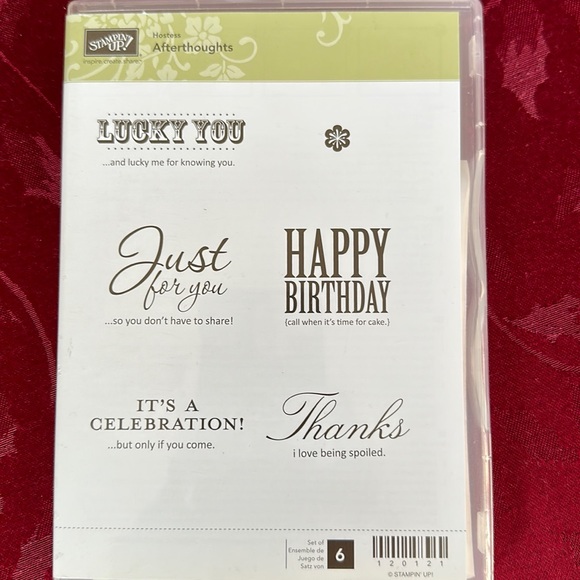 STAMPIN' UP!
inspire.create.share
Hostess
Afterthoughts
LUCKY YOU
...and lucky me for knowing you.
Just
for you
...so you don't have to share!
HAPPY
BIRTHDAY
{call when it's time for cake.}
IT'S A
CELEBRATION!
...but only if you come.
Thanks
i love being spoiled.
Set of
Ensemble de
Juego de
Satz von
6
120121
© STAMPIN' UP!